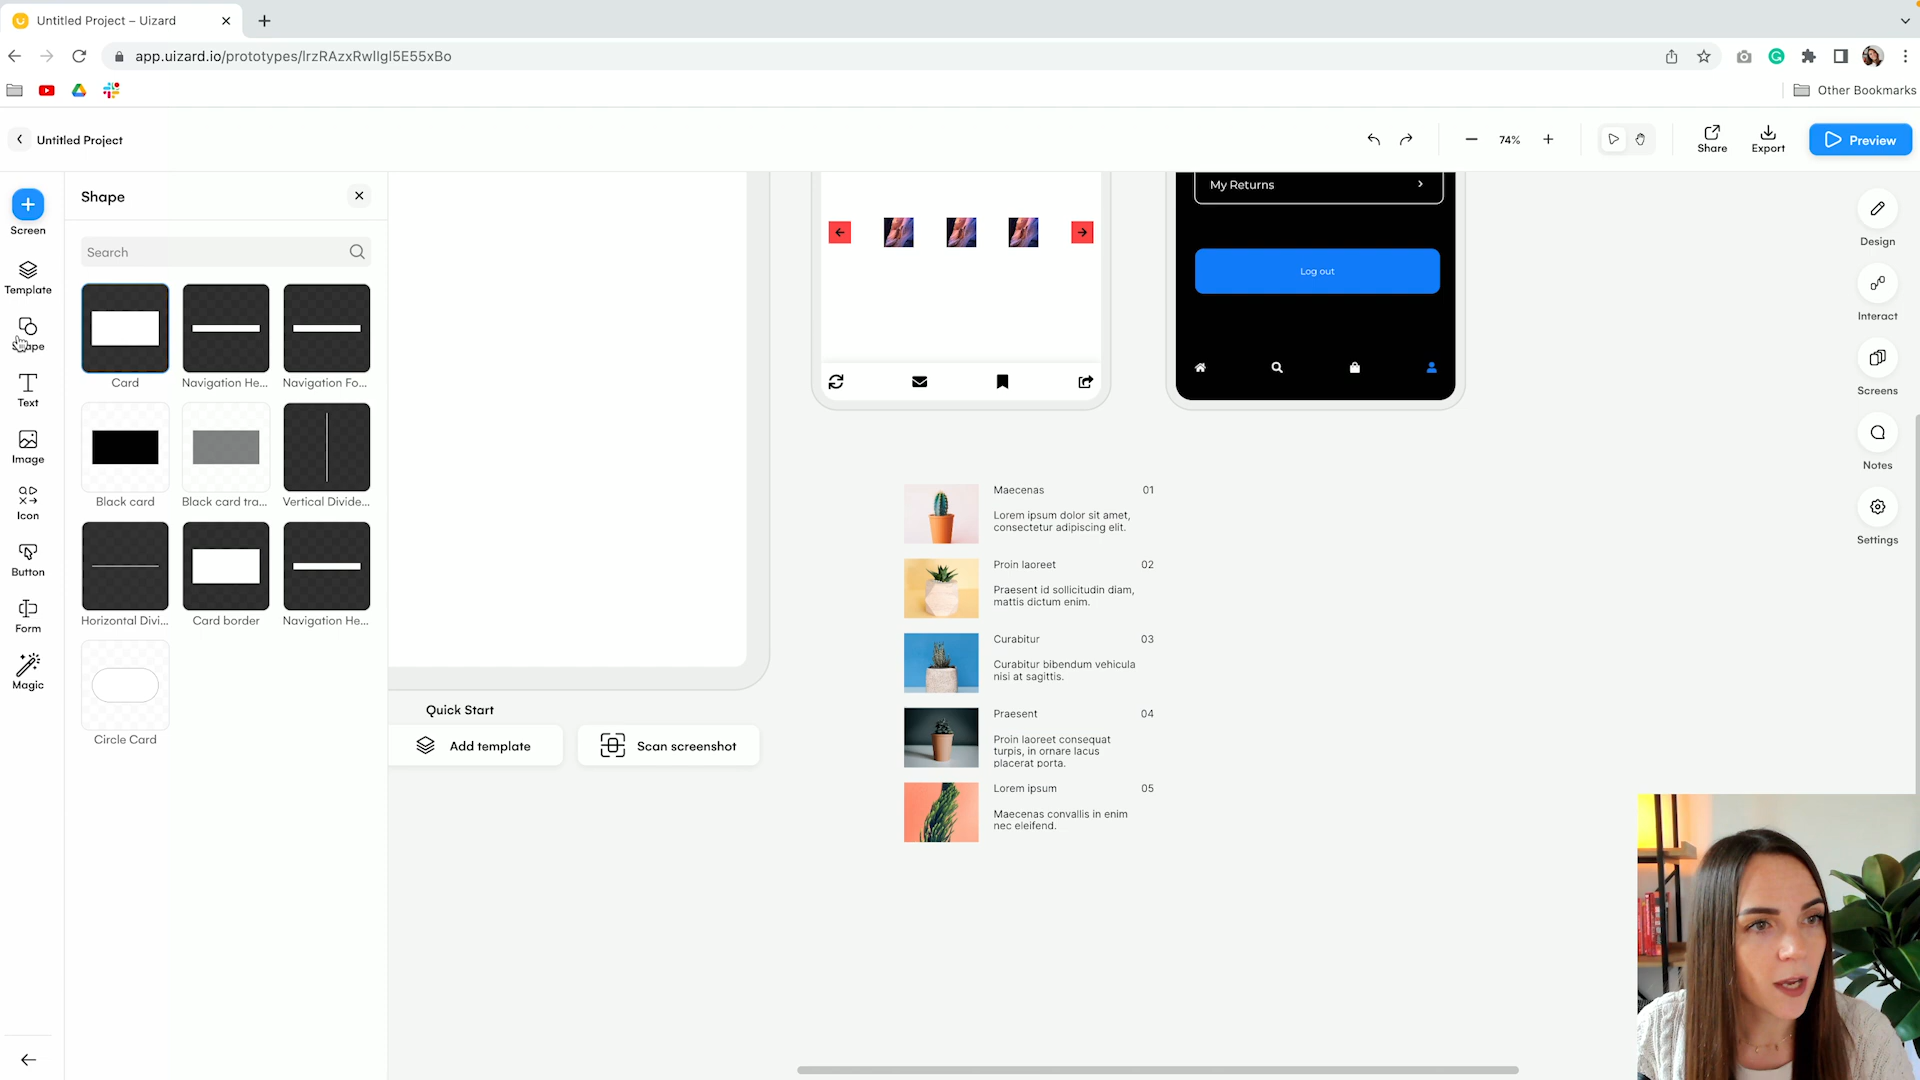 Untitled Project – Uizard
app.uizard.io/prototypes/lrzRAzxRwllgl5E55xBo
Other Bookmarks
Untitled Project
74%
Share
Export
Preview
Screen
Template
Shape
Text
Image
Icon
Button
Form
Magic
Shape
Search
Card
Navigation He...
Navigation Fo...
Black card
Black card tra...
Vertical Divide...
Horizontal Divi...
Card border
Navigation He...
Circle Card
Quick Start
Add template
Scan screenshot
My Returns
Log out
Maecenas 01
Lorem ipsum dolor sit amet,
consectetur adipiscing elit.
Proin laoreet 02
Praesent id sollicitudin diam,
mattis dictum enim.
Curabitur 03
Curabitur bibendum vehicula
nisi at sagittis.
Praesent 04
Proin laoreet consequat
turpis, in ornare lacus
placerat porta.
Lorem ipsum 05
Maecenas convallis in enim
nec eleifend.
Design
Interact
Screens
Notes
Settings